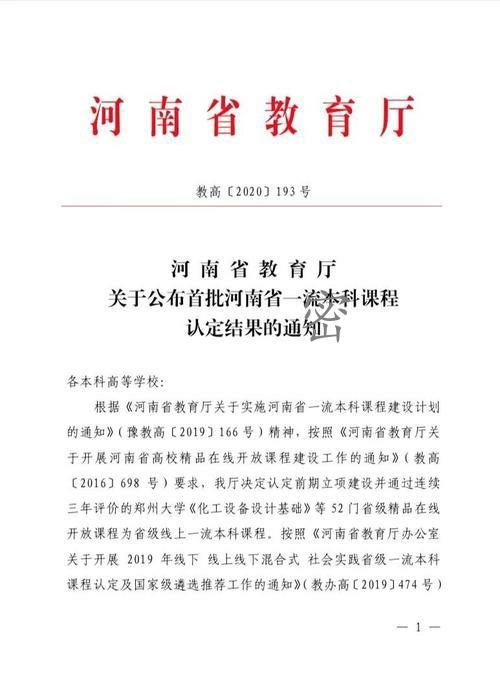 河南省教育厅
教高〔2020〕193号
河南省教育厅
关于公布首批河南省一流本科课程
认定结果的通知
密
各本科高等学校：
根据《河南省教育厅关于实施河南省一流本科课程建设计划
的通知》（豫教高〔2019〕166号）精神，按照《河南省教育厅关
于开展河南省高校精品在线开放课程建设工作的通知》（教高
〔2016〕698号）要求，我厅决定认定前期立项建设并通过连续
三年评价的郑州大学《化工设备设计基础》等52门省级精品在线
开放课程为省级线上一流本科课程。按照《河南省教育厅办公室
关于开展2019年线下 线上线下混合式 社会实践省级一流本科
课程认定及国家级遴选推荐工作的通知》（教办高〔2019〕474号）
— 1 —